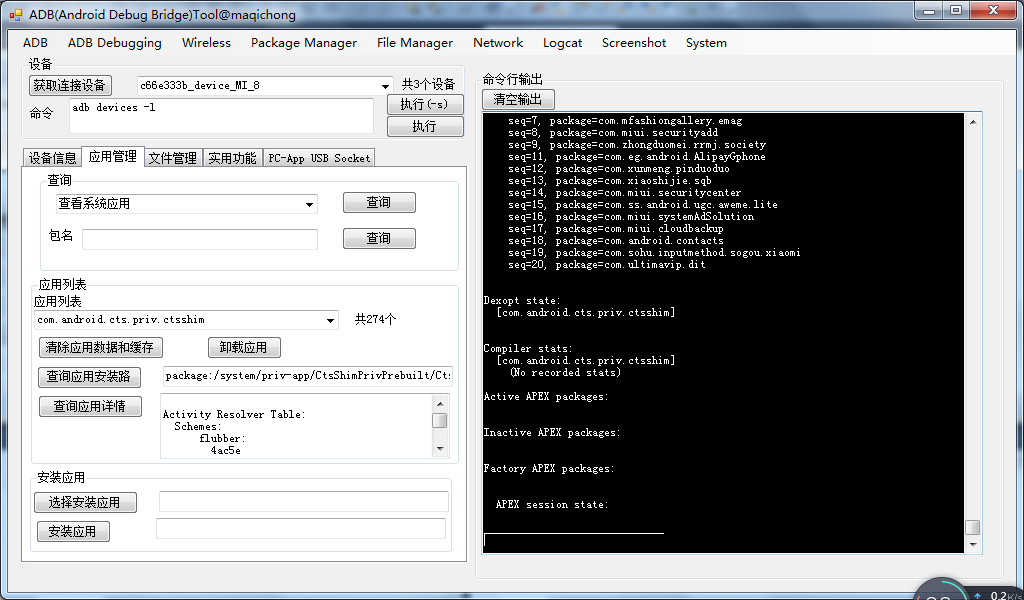 ADB(Android Debug Bridge)Tool@maqichong
ADB ADB Debugging Wireless Package Manager File Manager Network Logcat Screenshot System
设备
获取连接设备 c66e333b_device_MI_8 共3个设备
命令 adb devices -l
执行(-s)
执行
设备信息 应用管理 文件管理 实用功能 PC-App USB Socket
查询
查看系统应用 查询
包名 查询
应用列表
应用列表
com.android.cts.priv.ctsshim 共274个
清除应用数据和缓存 卸载应用
查询应用安装路 package:/system/priv-app/CtsShimPrivPrebuilt/Cts
查询应用详情
Activity Resolver Table:
Schemes:
flubber:
4ac5e
安装应用
选择安装应用
安装应用
命令行输出
清空输出
seq=7, package=com.mfashiongallery.emag
seq=8, package=com.miui.securityadd
seq=9, package=com.zhongduomei.rrmj.society
seq=11, package=com.eg.android.AlipayGphone
seq=12, package=com.xunmeng.pinduoduo
seq=13, package=com.xiaoshijie.sqb
seq=14, package=com.miui.securitycenter
seq=15, package=com.ss.android.ugc.aweme.lite
seq=16, package=com.miui.systemAdSolution
seq=17, package=com.miui.cloudbackup
seq=18, package=com.android.contacts
seq=19, package=com.sohu.inputmethod.sogou.xiaomi
seq=20, package=com.ultimavip.dit
Dexopt state:
[com.android.cts.priv.ctsshim]
Compiler stats:
[com.android.cts.priv.ctsshim]
(No recorded stats)
Active APEX packages:
Inactive APEX packages:
Factory APEX packages:
APEX session state:
0.2K/s